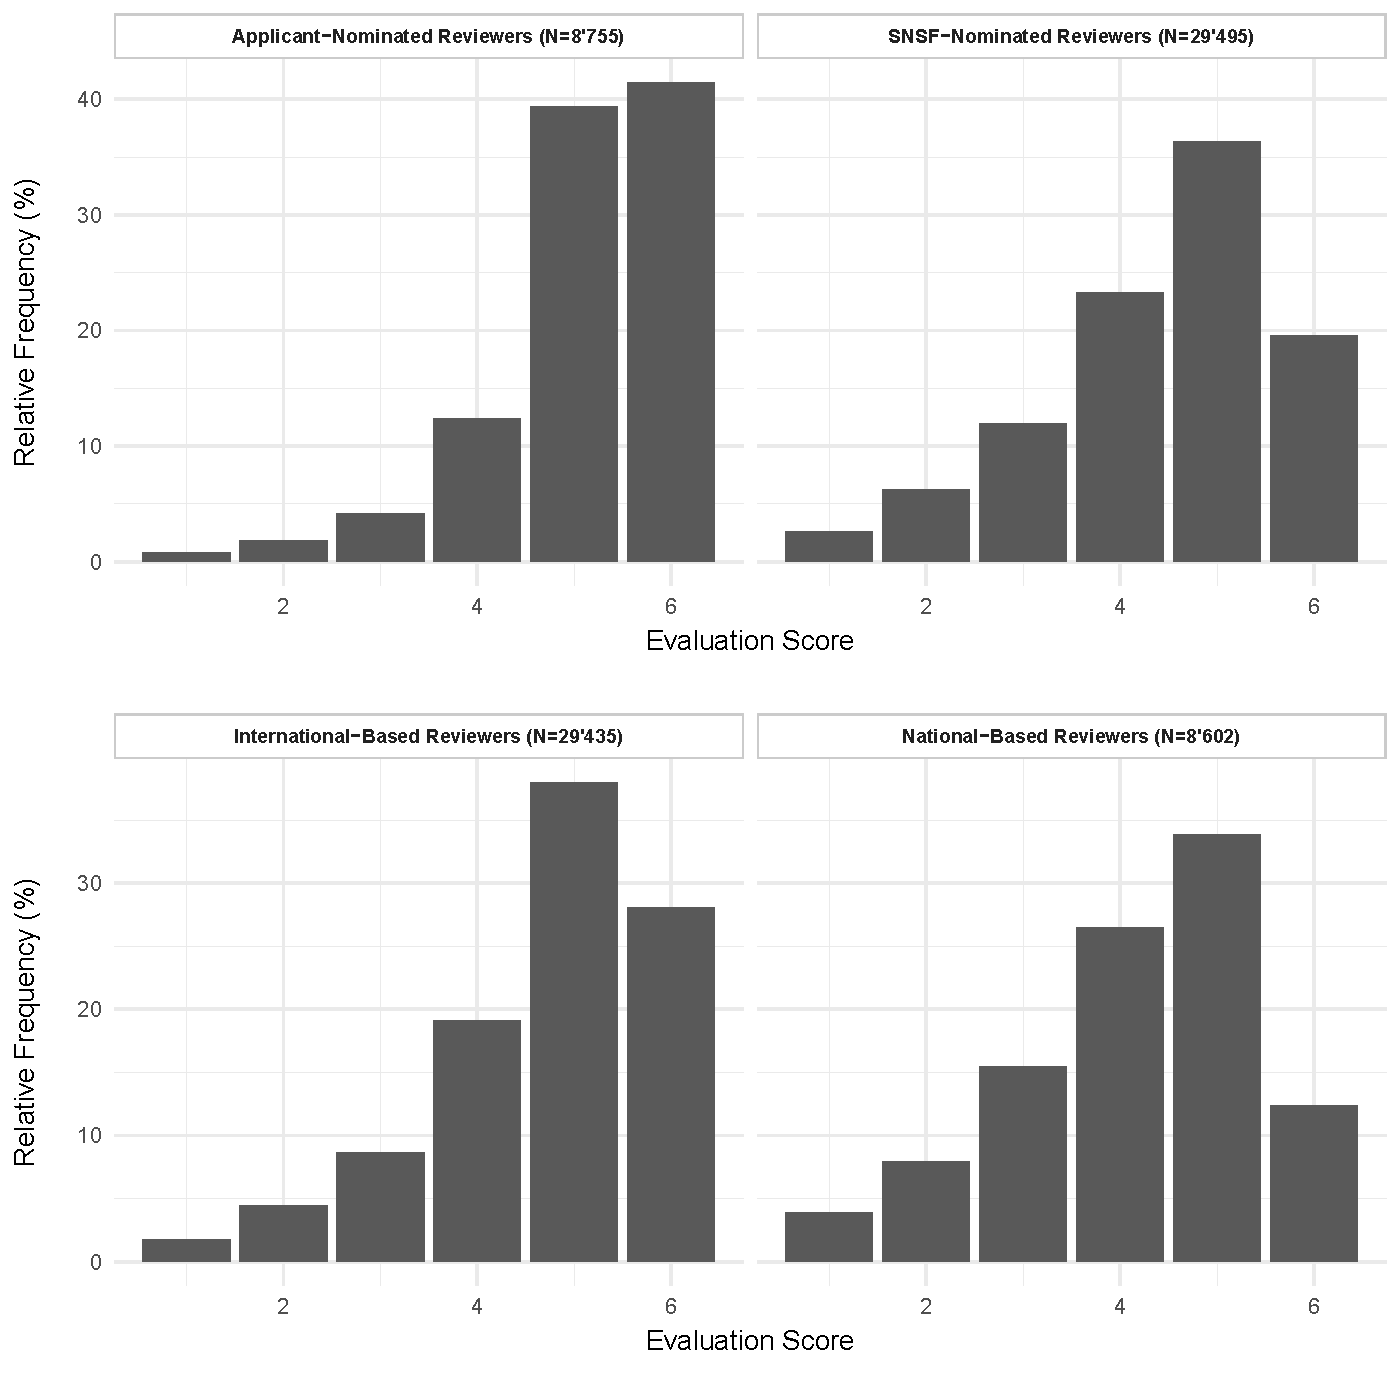 Applicant−Nominated Reviewers (N=8'755)
SNSF−Nominated Reviewers (N=29'495)
Relative Frequency (%)
40
30
20
10
0
2
4
6
2
4
6
Evaluation Score
International−Based Reviewers (N=29'435)
National−Based Reviewers (N=8'602)
Relative Frequency (%)
30
20
10
0
2
4
6
2
4
6
Evaluation Score